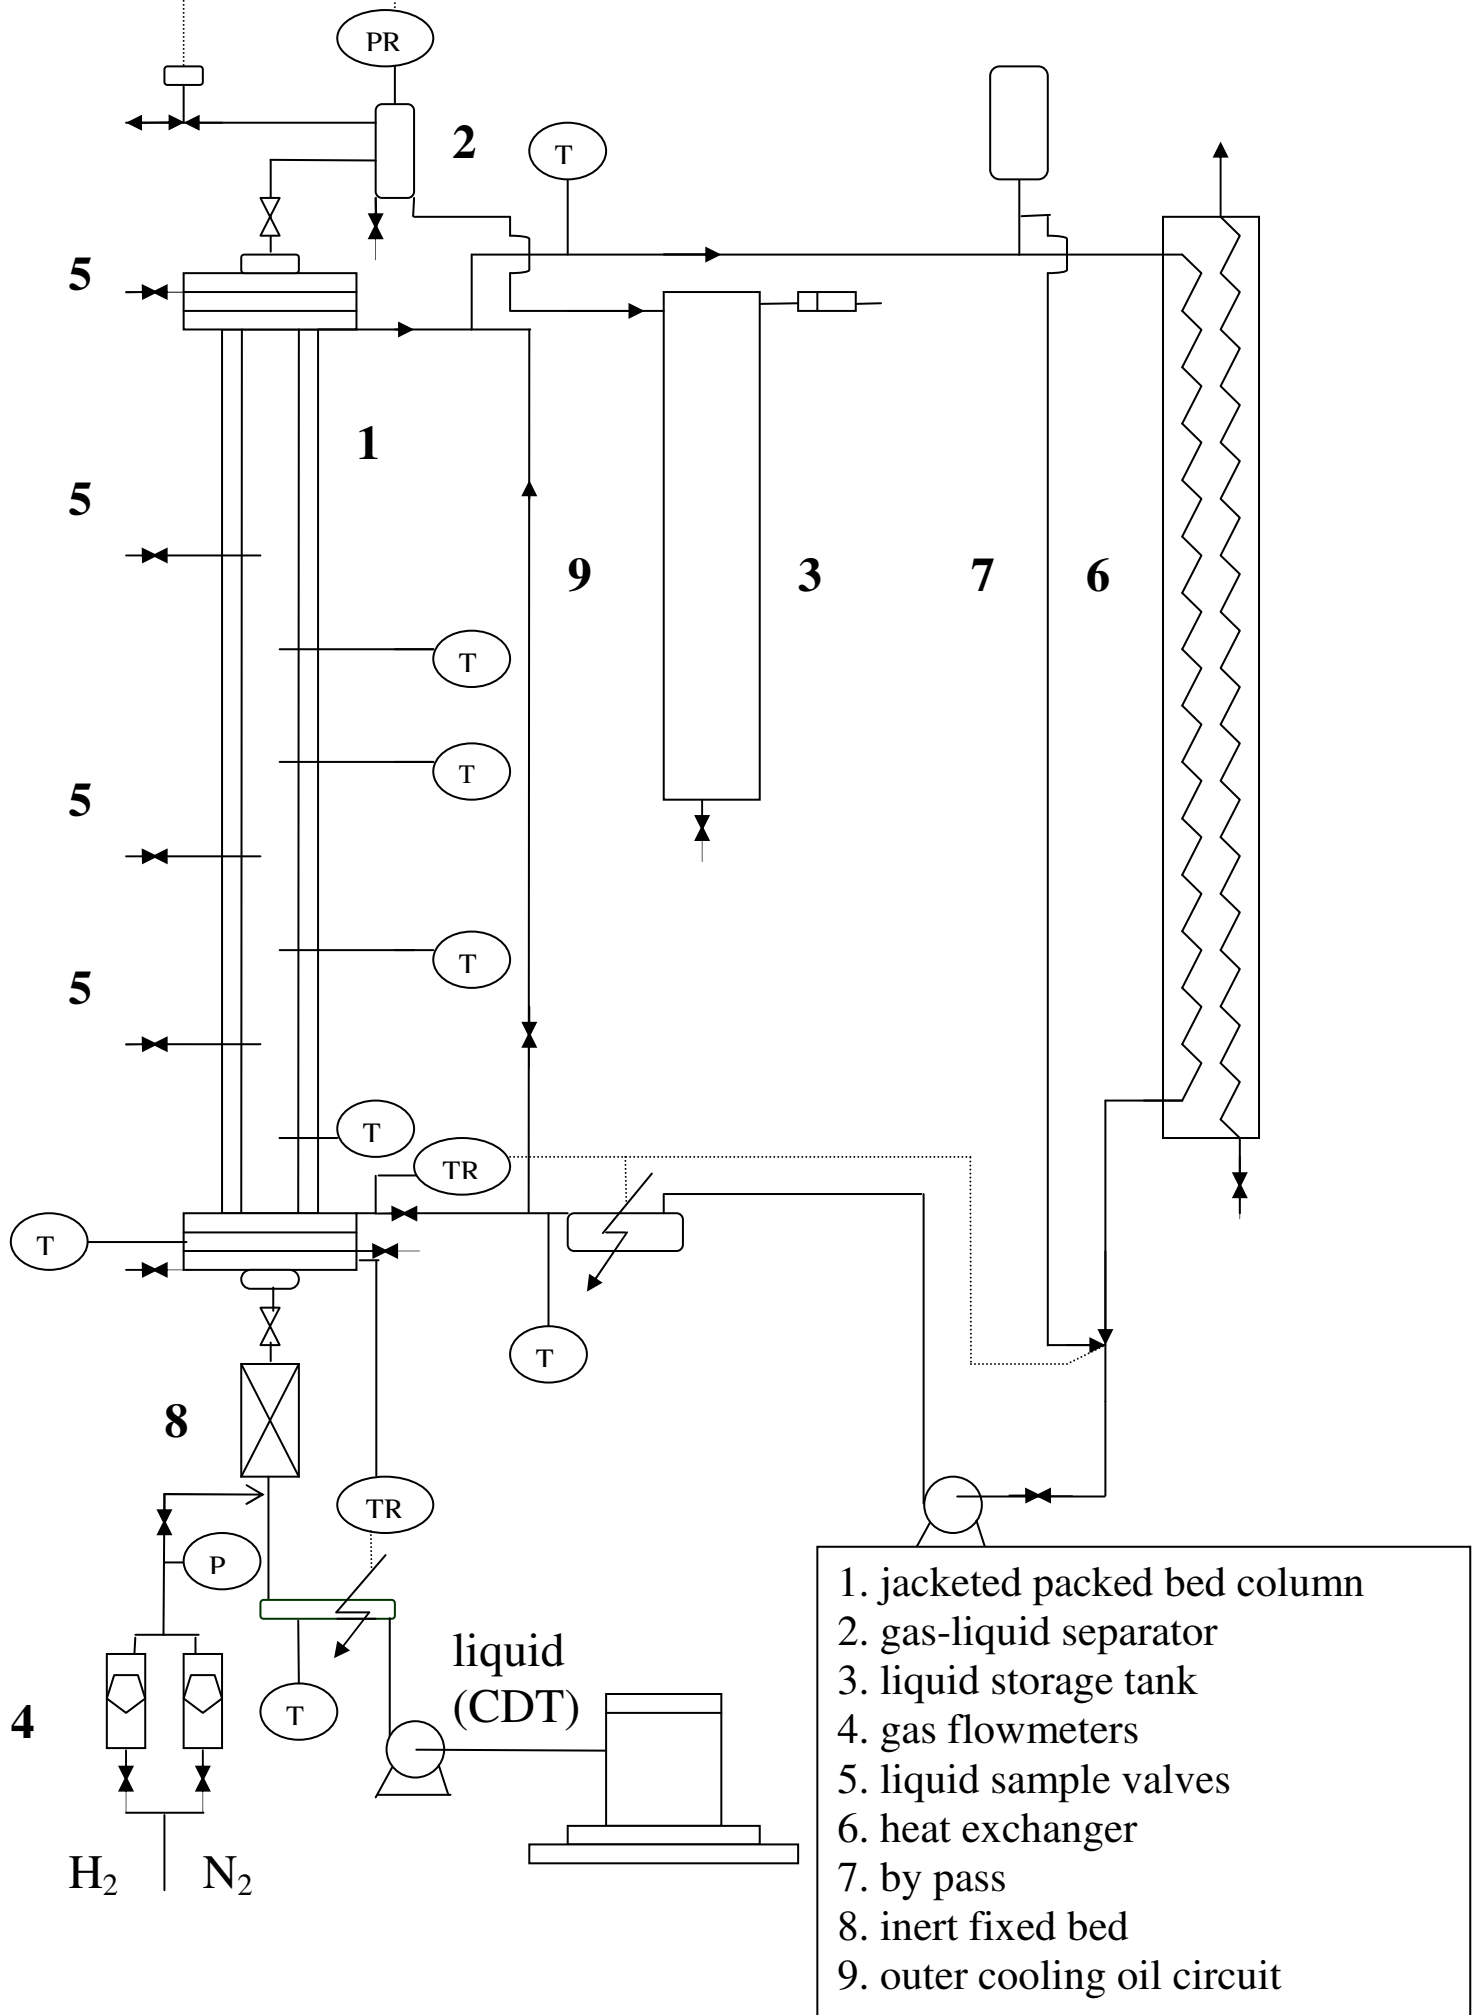 PR
2
T
5
1
5
9
3
7
6
T
T
5
T
5
T
TR
T
T
8
TR
P
liquid
(CDT)
T
4
H₂ N₂
1. jacketed packed bed column
2. gas-liquid separator
3. liquid storage tank
4. gas flowmeters
5. liquid sample valves
6. heat exchanger
7. by pass
8. inert fixed bed
9. outer cooling oil circuit